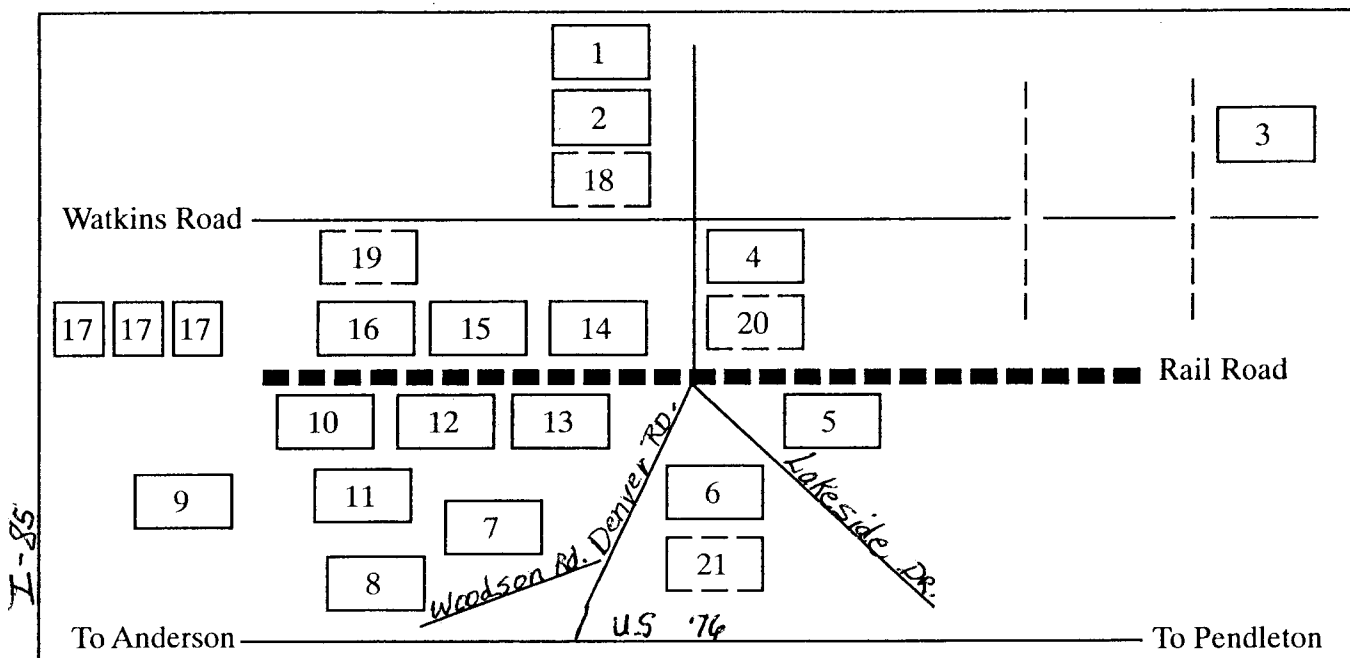 1
2
3
18
Watkins Road
19
4
17 17 17
16
15
14
20
Rail Road
10
12
13
5
Denver RD.
Lakeside Dr.
9
11
6
7
I-85
8
Woodson Rd.
21
U.S '76
To Anderson
To Pendleton